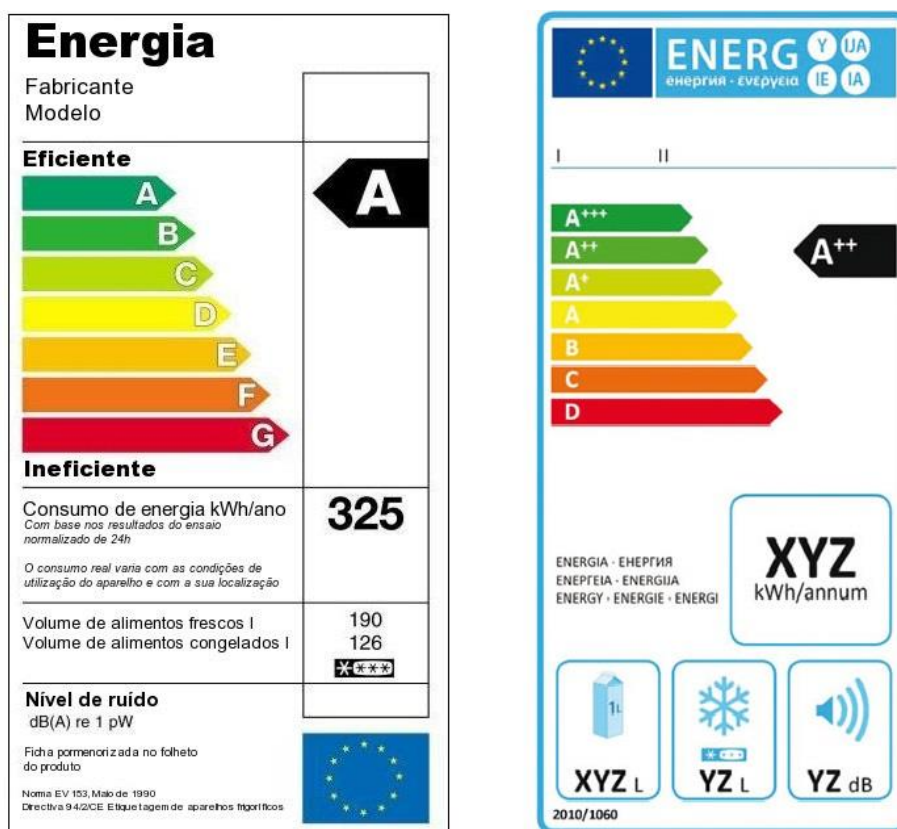 Energia
Fabricante
Modelo
Eficiente
A
A
B
C
D
E
F
G
Ineficiente
Consumo de energia kWh/ano
325
Com base nos resultados do ensaio
normalizado de 24h
O consumo real varia com as condições de
utilização do aparelho e com a sua localização
Volume de alimentos frescos l
190
Volume de alimentos congelados l
126
Nível de ruído
dB(A) re 1 pW
Ficha pormenorizada no folheto
do produto
Norma EV 153, Maio de 1990
Directiva 94/2/CE Etiquetagem de aparelhos frigoríficos
ENERG Y IJA
енергия · ενεργεια IE IA
I II
A+++
A++
A++
A+
A
B
C
D
ENERGIA · ЕНЕРГИЯ
ΕΝΕΡΓΕΙΑ · ENERGIJA
ENERGY · ENERGIE · ENERGI
XYZ
kWh/annum
1L
XYZ L
YZ L
YZ dB
2010/1060